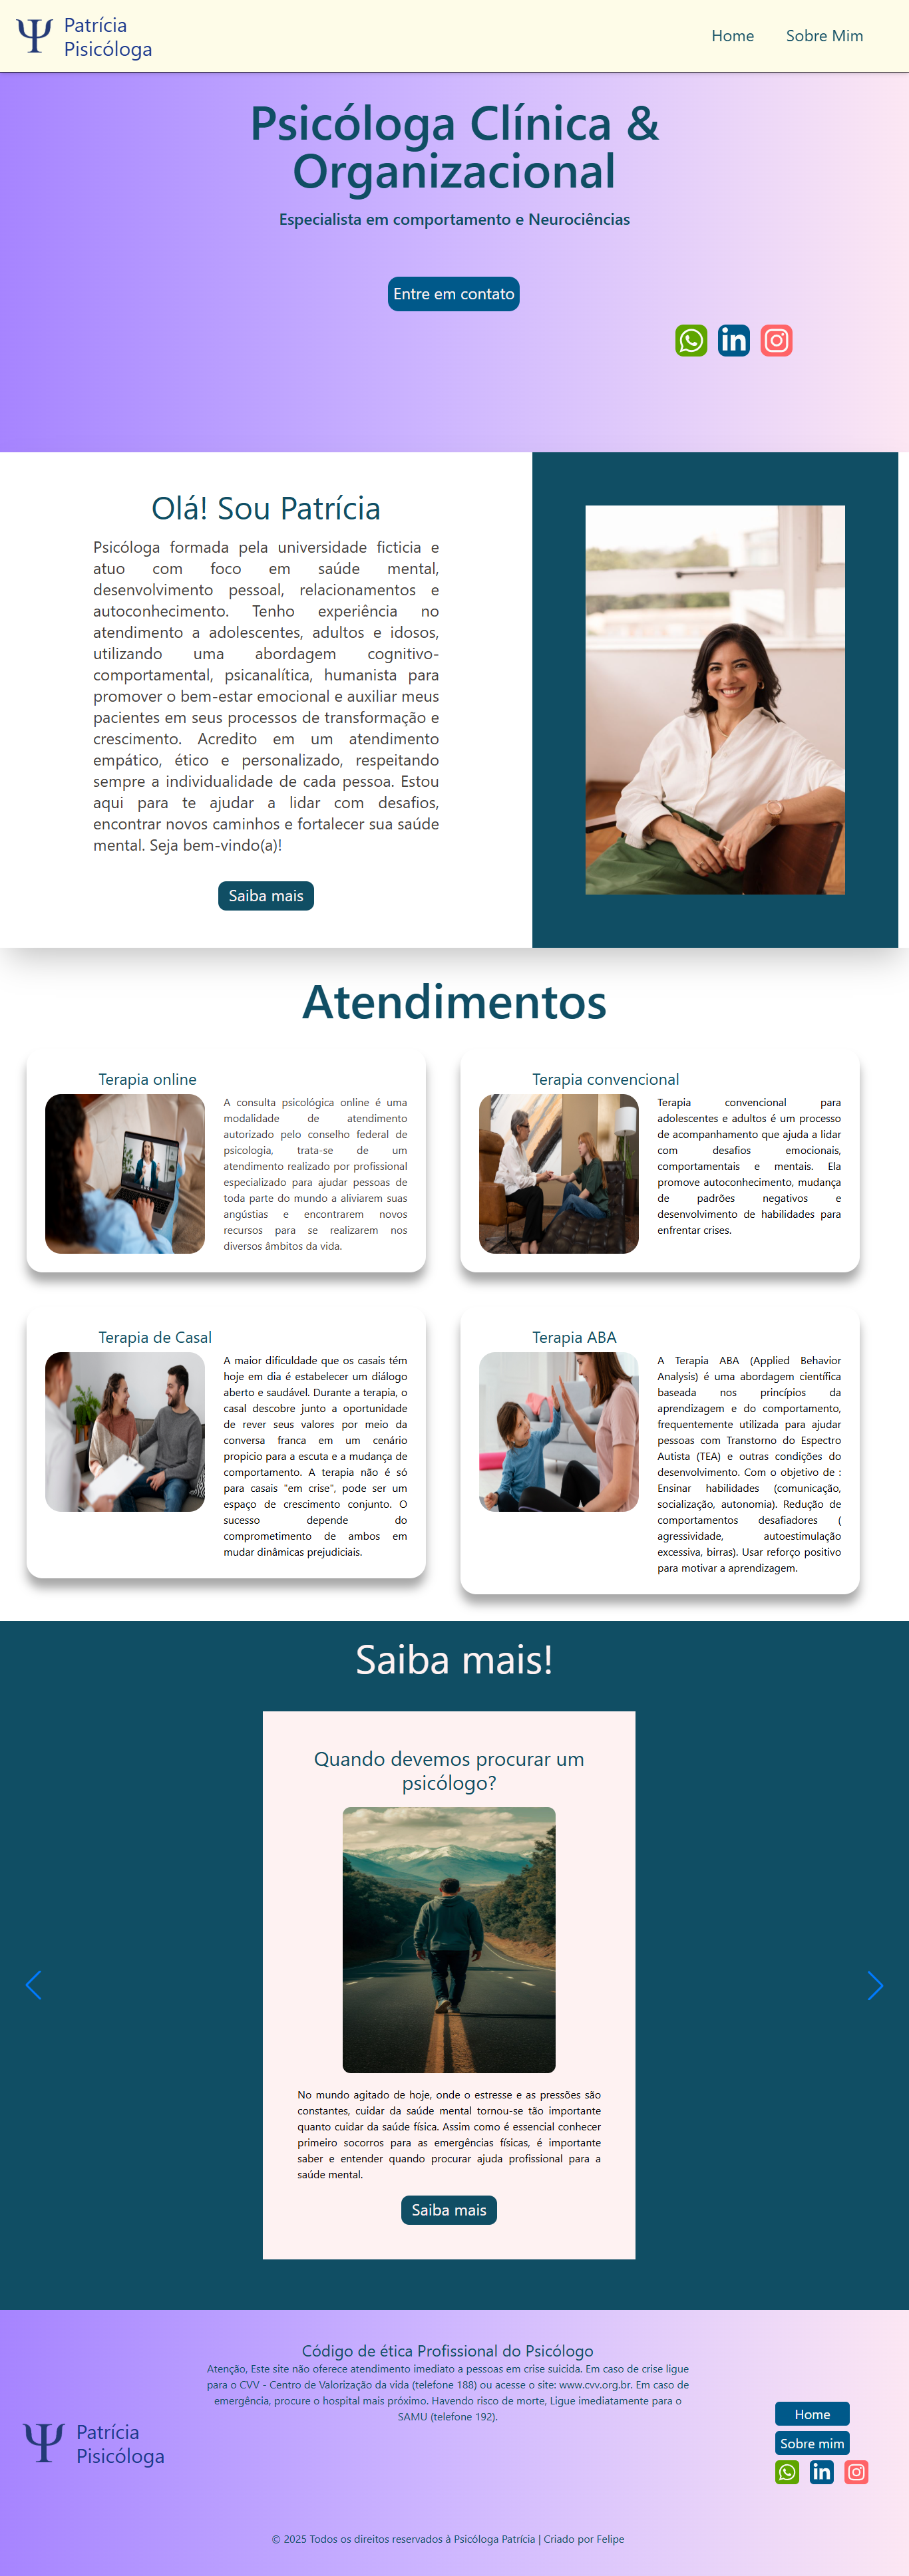 Patrícia
Pisicóloga
Home
Sobre Mim
Psicóloga Clínica &
Organizacional
Especialista em comportamento e Neurociências
Entre em contato
Olá! Sou Patrícia
Psicóloga formada pela universidade ficticia e
atuo com foco em saúde mental,
desenvolvimento pessoal, relacionamentos e
autoconhecimento. Tenho experiência no
atendimento a adolescentes, adultos e idosos,
utilizando uma abordagem cognitivo-
comportamental, psicanalítica, humanista para
promover o bem-estar emocional e auxiliar meus
pacientes em seus processos de transformação e
crescimento. Acredito em um atendimento
empático, ético e personalizado, respeitando
sempre a individualidade de cada pessoa. Estou
aqui para te ajudar a lidar com desafios,
encontrar novos caminhos e fortalecer sua saúde
mental. Seja bem-vindo(a)!
Saiba mais
Atendimentos
Terapia online
A consulta psicológica online é uma
modalidade de atendimento
autorizado pelo conselho federal de
psicologia, trata-se de um
atendimento realizado por profissional
especializado para ajudar pessoas de
toda parte do mundo a aliviarem suas
angústias e encontrarem novos
recursos para se realizarem nos
diversos âmbitos da vida.
Terapia convencional
Terapia convencional para
adolescentes e adultos é um processo
de acompanhamento que ajuda a lidar
com desafios emocionais,
comportamentais e mentais. Ela
promove autoconhecimento, mudança
de padrões negativos e
desenvolvimento de habilidades para
enfrentar crises.
Terapia de Casal
A maior dificuldade que os casais têm
hoje em dia é estabelecer um diálogo
aberto e saudável. Durante a terapia, o
casal descobre junto a oportunidade
de rever seus valores por meio da
conversa franca em um cenário
propicio para a escuta e a mudança de
comportamento. A terapia não é só
para casais "em crise", pode ser um
espaço de crescimento conjunto. O
sucesso depende do
comprometimento de ambos em
mudar dinâmicas prejudiciais.
Terapia ABA
A Terapia ABA (Applied Behavior
Analysis) é uma abordagem científica
baseada nos princípios da
aprendizagem e do comportamento,
frequentemente utilizada para ajudar
pessoas com Transtorno do Espectro
Autista (TEA) e outras condições do
desenvolvimento. Com o objetivo de :
Ensinar habilidades (comunicação,
socialização, autonomia). Redução de
comportamentos desafiadores (
agressividade, autoestimulação
excessiva, birras). Usar reforço positivo
para motivar a aprendizagem.
Saiba mais!
Quando devemos procurar um
psicólogo?
No mundo agitado de hoje, onde o estresse e as pressões são
constantes, cuidar da saúde mental tornou-se tão importante
quanto cuidar da saúde física. Assim como é essencial conhecer
primeiro socorros para as emergências físicas, é importante
saber e entender quando procurar ajuda profissional para a
saúde mental.
Saiba mais
Código de ética Profissional do Psicólogo
Atenção, Este site não oferece atendimento imediato a pessoas em crise suicida. Em caso de crise ligue
para o CVV - Centro de Valorização da vida (telefone 188) ou acesse o site: www.cvv.org.br. Em caso de
emergência, procure o hospital mais próximo. Havendo risco de morte, Ligue imediatamente para o
SAMU (telefone 192).
Patrícia
Pisicóloga
Home
Sobre mim
© 2025 Todos os direitos reservados à Psicóloga Patrícia | Criado por Felipe